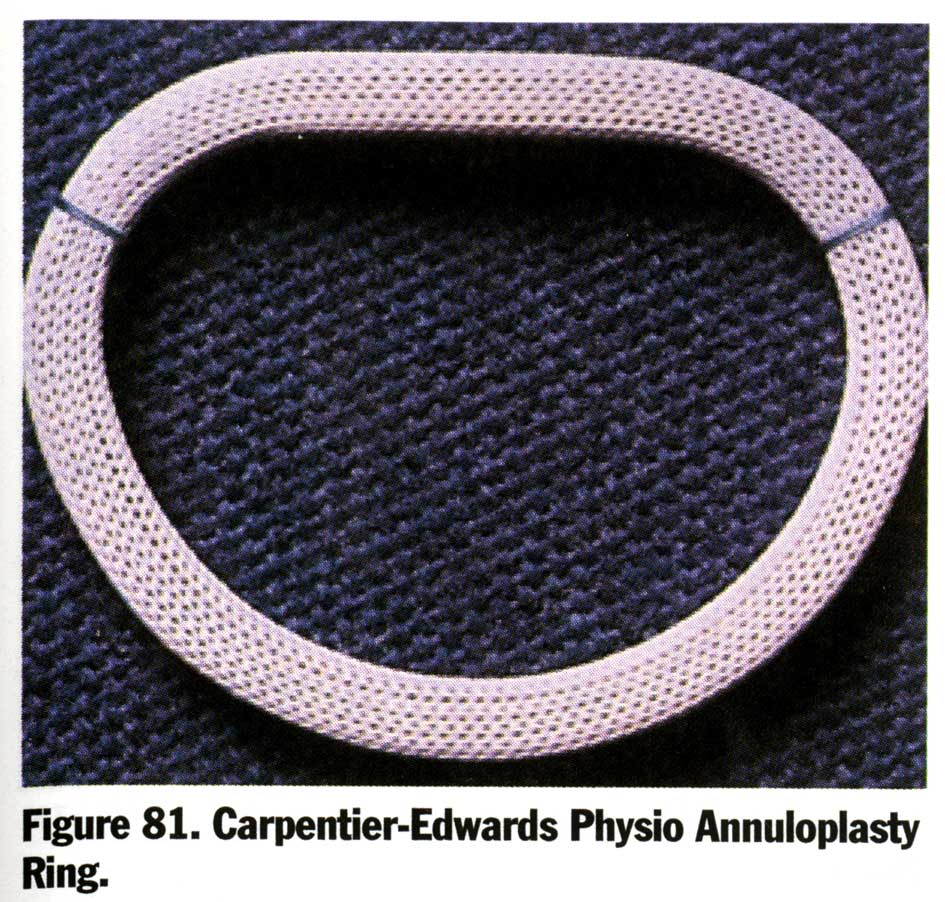 Figure 81. Carpentier-Edwards Physio Annuloplasty
Ring.